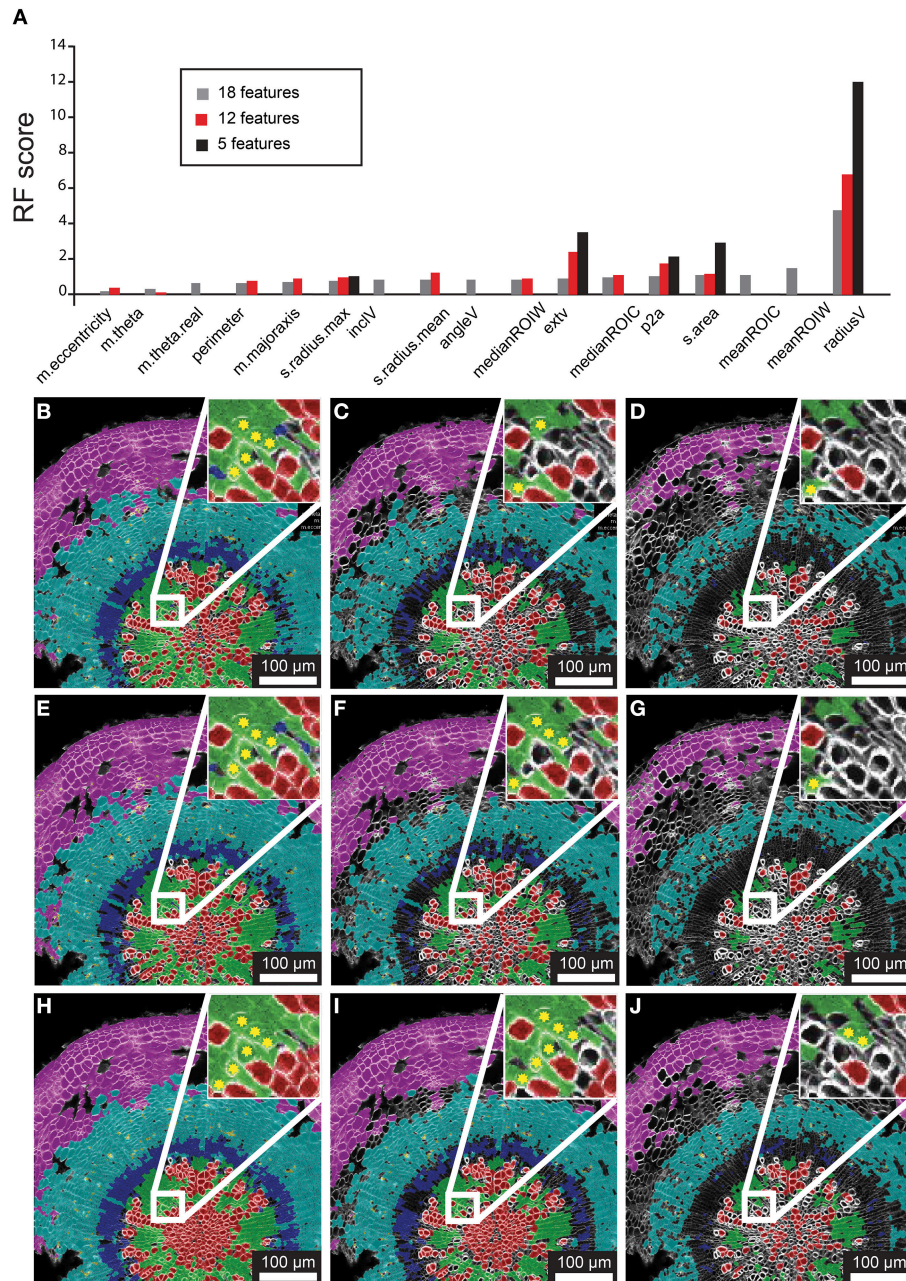 A
RF score
14
12
10
8
6
4
2
0
18 features
12 features
5 features
m.eccentricity
m.theta
m.theta.real
perimeter
m.majoraxis
s.radius.max
inclV
s.radius.mean
angleV
medianROIW
extv
medianROIC
p2a
s.area
meanROIC
meanROIW
radiusV
B
100 µm
C
100 µm
D
100 µm
E
100 µm
F
100 µm
G
100 µm
H
100 µm
I
100 µm
J
100 µm